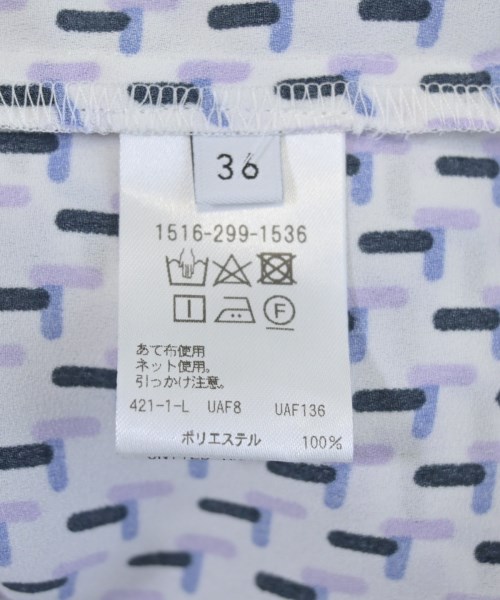 36
1516-299-1536
F
あて布使用
ネット使用。
引っかけ注意。
421-1-L UAF8 UAF136
ポリエステル 100%